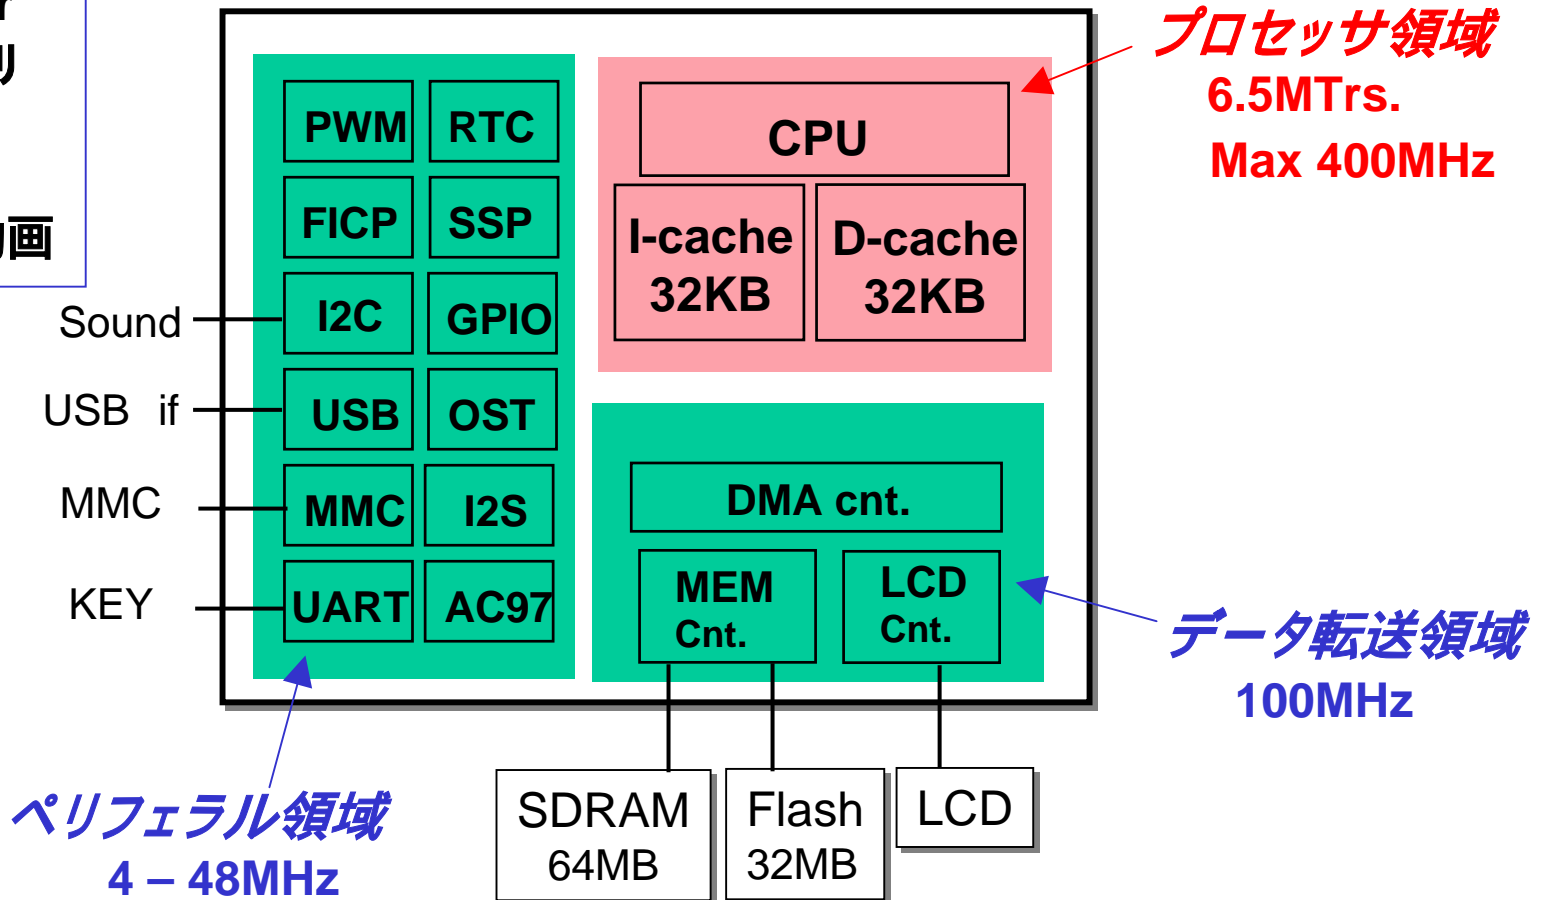 プロセッサ領域
6.5MTrs.
Max 400MHz
PWM RTC
FICP SSP
I2C GPIO
USB OST
MMC I2S
UART AC97
CPU
I-cache
32KB
D-cache
32KB
DMA cnt.
MEM
Cnt.
LCD
Cnt.
Sound
USB if
MMC
KEY
データ転送領域
100MHz
ペリフェラル領域
4 – 48MHz
SDRAM
64MB
Flash
32MB
LCD